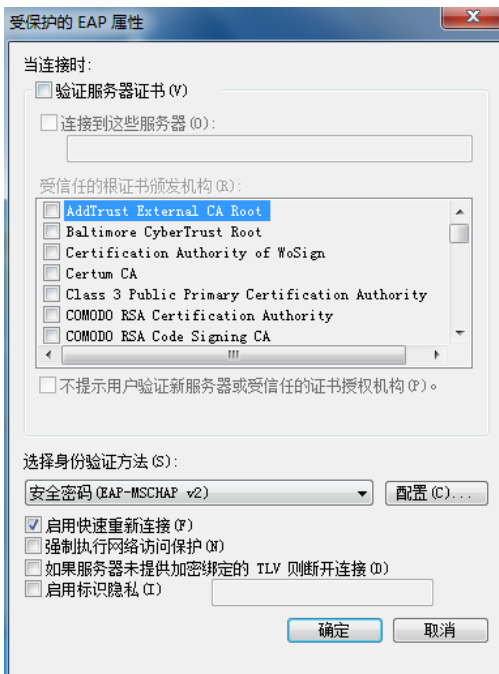 受保护的 EAP 属性
当连接时:
验证服务器证书(V)
连接到这些服务器(O):
受信任的根证书颁发机构(R):
AddTrust External CA Root
Baltimore CyberTrust Root
Certification Authority of WoSign
Certum CA
Class 3 Public Primary Certification Authority
COMODO RSA Certification Authority
COMODO RSA Code Signing CA
不提示用户验证新服务器或受信任的证书授权机构(P)。
选择身份验证方法(S):
安全密码(EAP-MSCHAP v2) 配置(C)...
启用快速重新连接(F)
强制执行网络访问保护(N)
如果服务器未提供加密绑定的 TLV 则断开连接(D)
启用标识隐私(I)
确定 取消